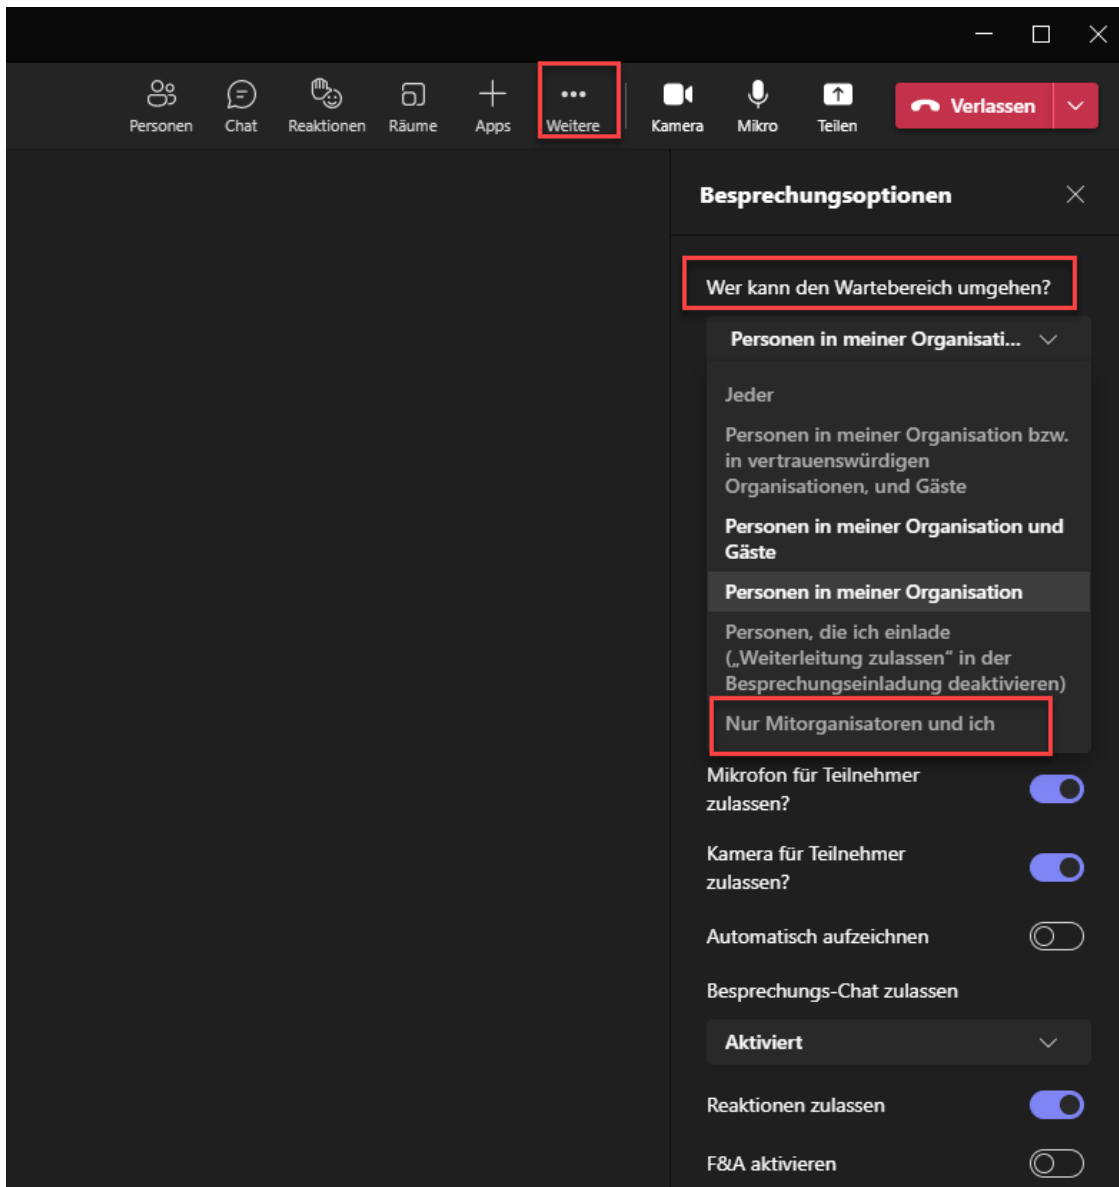 Personen Chat Reaktionen Räume Apps Weitere Kamera Mikro Teilen Verlassen
Besprechungsoptionen
Wer kann den Wartebereich umgehen?
Personen in meiner Organisati...
Jeder
Personen in meiner Organisation bzw.
in vertrauenswürdigen
Organisationen, und Gäste
Personen in meiner Organisation und
Gäste
Personen in meiner Organisation
Personen, die ich einlade
(„Weiterleitung zulassen“ in der
Besprechungseinladung deaktivieren)
Nur Mitorganisatoren und ich
Mikrofon für Teilnehmer
zulassen?
Kamera für Teilnehmer
zulassen?
Automatisch aufzeichnen
Besprechungs-Chat zulassen
Aktiviert
Reaktionen zulassen
F&A aktivieren